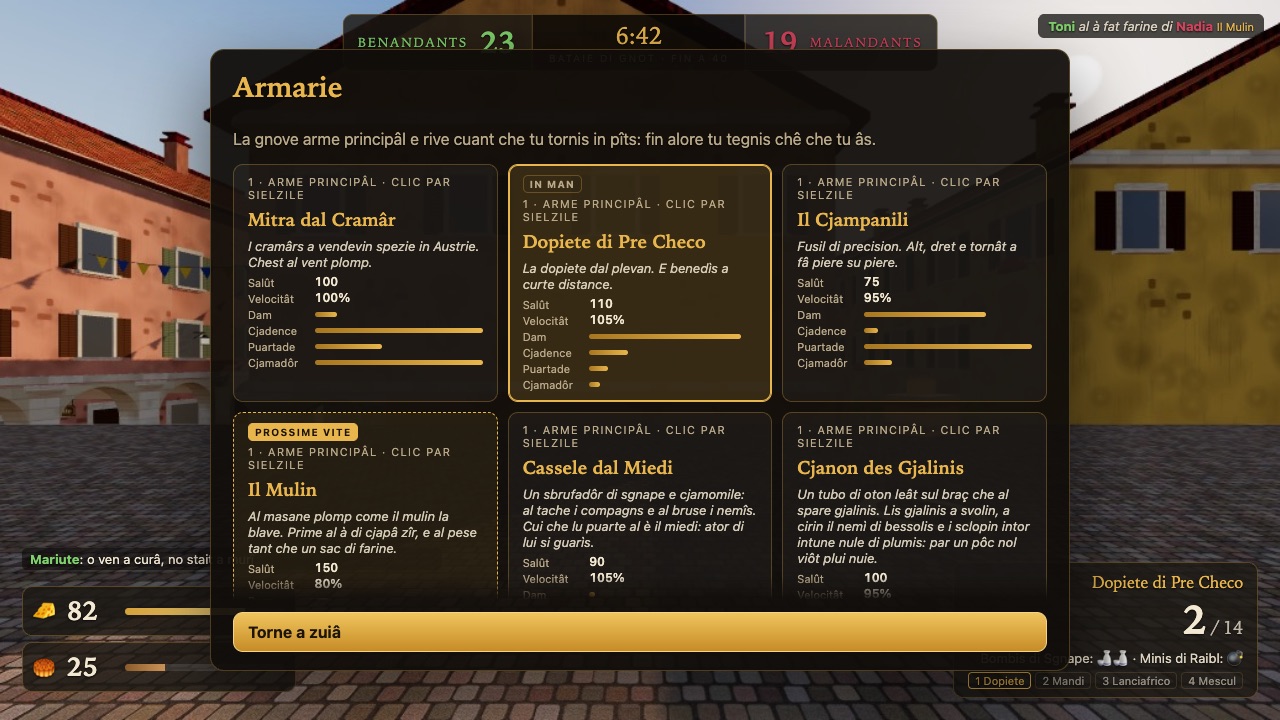 BENANDANTS 23
6:42
19 MALANDANTS
BATAIE DI GNOT · FIN A 40
Toni al à fat farine di Nadia Il Mulin
Armarie
La gnove arme principâl e rive cuant che tu tornis in pîts: fin alore tu tegnis chê che tu âs.
1 · ARME PRINCIPÂL · CLIC PAR
SIELZILE
Mitra dal Cramâr
I cramârs a vendevin spezie in Austrie.
Chest al vent plomp.
Salût 100
Velocitât 100%
Dam
Cjadence
Puartade
Cjamadôr
IN MAN
1 · ARME PRINCIPÂL · CLIC PAR
SIELZILE
Dopiete di Pre Checo
La dopiete dal plevan. E benedìs a
curte distance.
Salût 110
Velocitât 105%
Dam
Cjadence
Puartade
Cjamadôr
1 · ARME PRINCIPÂL · CLIC PAR
SIELZILE
Il Cjampanili
Fusil di precision. Alt, dret e tornât a
fâ piere su piere.
Salût 75
Velocitât 95%
Dam
Cjadence
Puartade
Cjamadôr
PROSSIME VITE
1 · ARME PRINCIPÂL · CLIC PAR
SIELZILE
Il Mulin
Al masane plomp come il mulin la
blave. Prime al à di cjapâ zîr, e al pese
tant che un sac di farine.
Salût 150
Velocitât 80%
1 · ARME PRINCIPÂL · CLIC PAR
SIELZILE
Cassele dal Miedi
Un sbrufadôr di sgnape e cjamomile:
al tache i compagns e al bruse i nemîs.
Cui che lu puarte al è il miedi: ator di
lui si guarìs.
Salût 90
Velocitât 105%
Dam
1 · ARME PRINCIPÂL · CLIC PAR
SIELZILE
Cjanon des Gjalinis
Un tubo di oton leât sul braç che al
spare gjalinis. Lis gjalinis a svolin, a
cirin il nemì di bessolis e i sclopin intor
intune nule di plumis: par un pôc nol
viôt plui nuie.
Salût 100
Velocitât 95%
Torne a zuiâ
Mariute: o ven a curâ, no stait a
82
25
Dopiete di Pre Checo
2 / 14
Bombis di Sgnape: · Minis di Raibl:
1 Dopiete 2 Mandi 3 Lanciafrico 4 Mescul